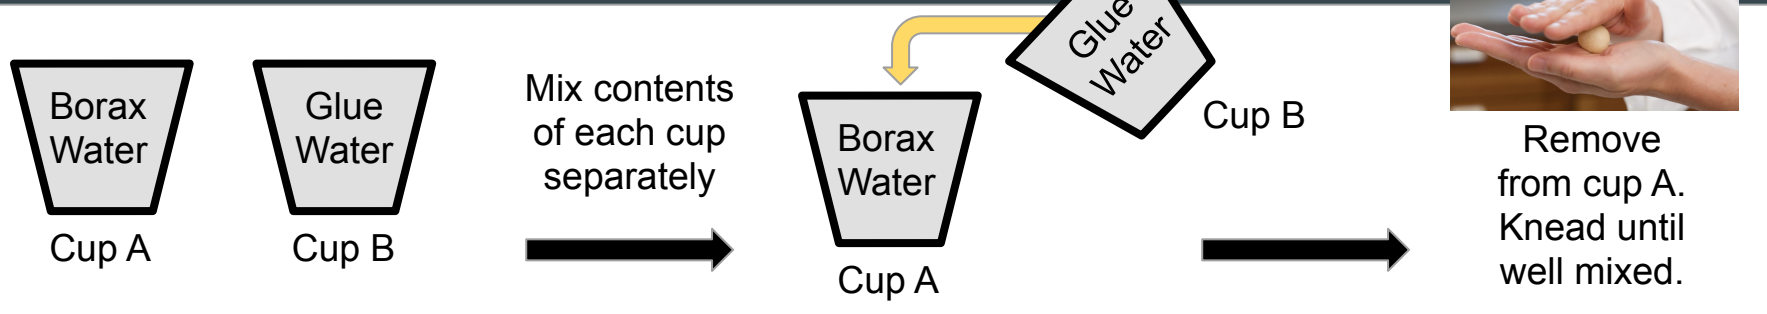 Borax
Water
Cup A
Glue
Water
Cup B
Mix contents
of each cup
separately
Borax
Water
Cup A
Glue
Water
Cup B
Remove
from cup A.
Knead until
well mixed.